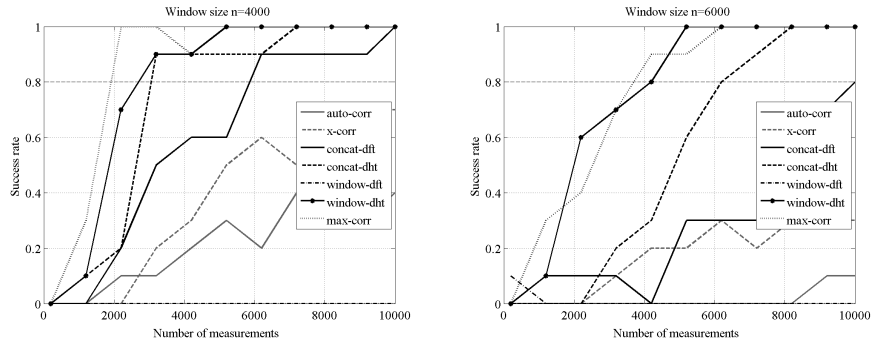 Window size n=4000
Success rate
1
0.8
0.6
0.4
0.2
0
0
2000
4000
6000
8000
10000
Number of measurements
auto-corr
x-corr
concat-dft
concat-dht
window-dft
window-dht
max-corr
Window size n=6000
Success rate
1
0.8
0.6
0.4
0.2
0
0
2000
4000
6000
8000
10000
Number of measurements
auto-corr
x-corr
concat-dft
concat-dht
window-dft
window-dht
max-corr